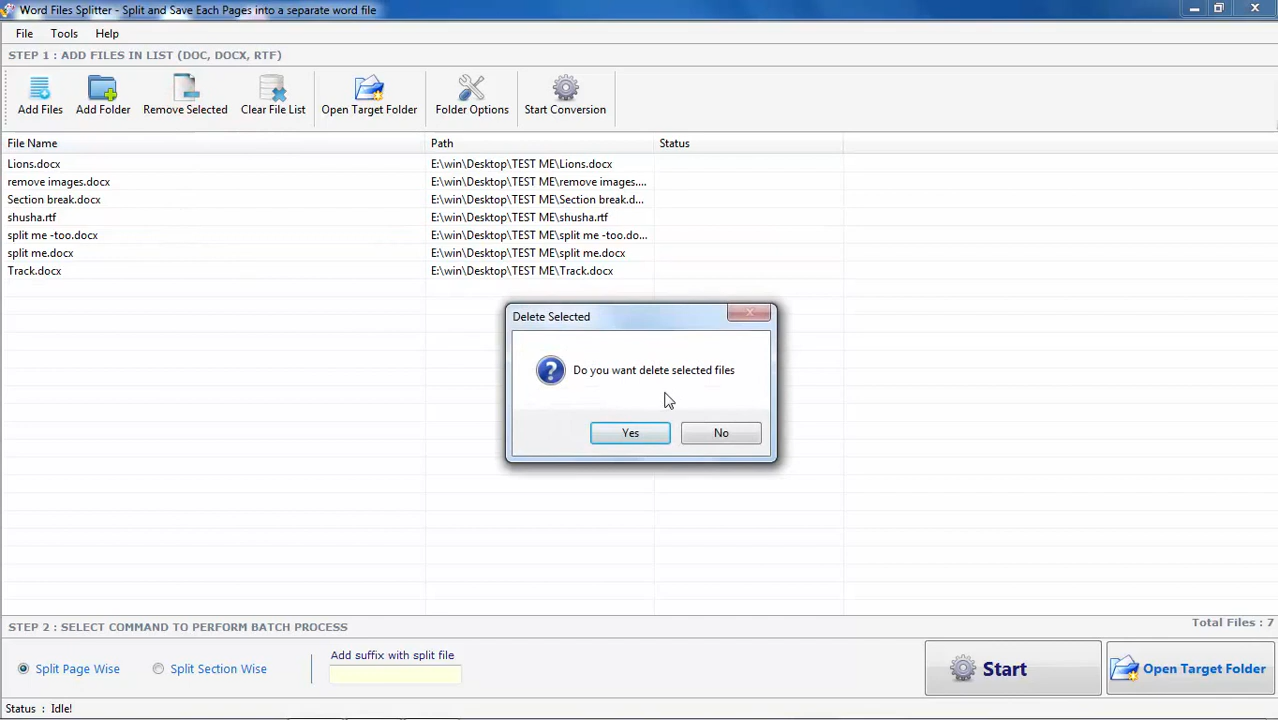 Word Files Splitter - Split and Save Each Pages into a separate word file
File Tools Help
STEP 1 : ADD FILES IN LIST (DOC, DOCX, RTF)
Add Files Add Folder Remove Selected Clear File List Open Target Folder Folder Options Start Conversion
File Name Path Status
Lions.docx E:\win\Desktop\TEST ME\Lions.docx
remove images.docx E:\win\Desktop\TEST ME\remove images....
Section break.docx E:\win\Desktop\TEST ME\Section break.d...
shusha.rtf E:\win\Desktop\TEST ME\shusha.rtf
split me -too.docx E:\win\Desktop\TEST ME\split me -too.do...
split me.docx E:\win\Desktop\TEST ME\split me.docx
Track.docx E:\win\Desktop\TEST ME\Track.docx
Delete Selected
Do you want delete selected files
Yes No
STEP 2 : SELECT COMMAND TO PERFORM BATCH PROCESS Total Files : 7
Add suffix with split file
Split Page Wise Split Section Wise Start Open Target Folder
Status : Idle!